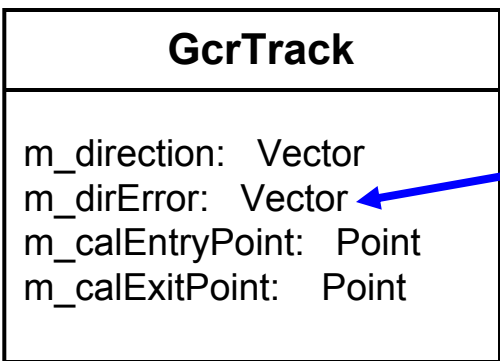 GcrTrack
m_direction: Vector
m_dirError: Vector
m_calEntryPoint: Point
m_calExitPoint: Point